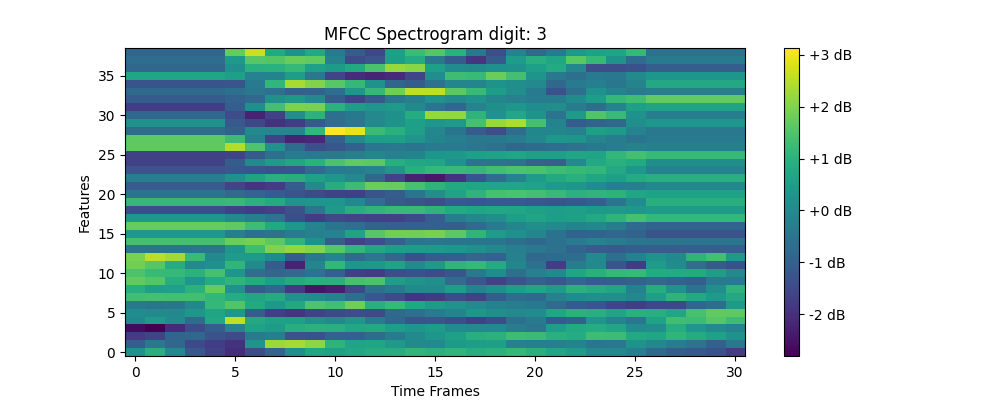 MFCC Spectrogram digit: 3
Features
35
30
25
20
15
10
5
0
0 5 10 15 20 25 30
Time Frames
+3 dB
+2 dB
+1 dB
+0 dB
-1 dB
-2 dB